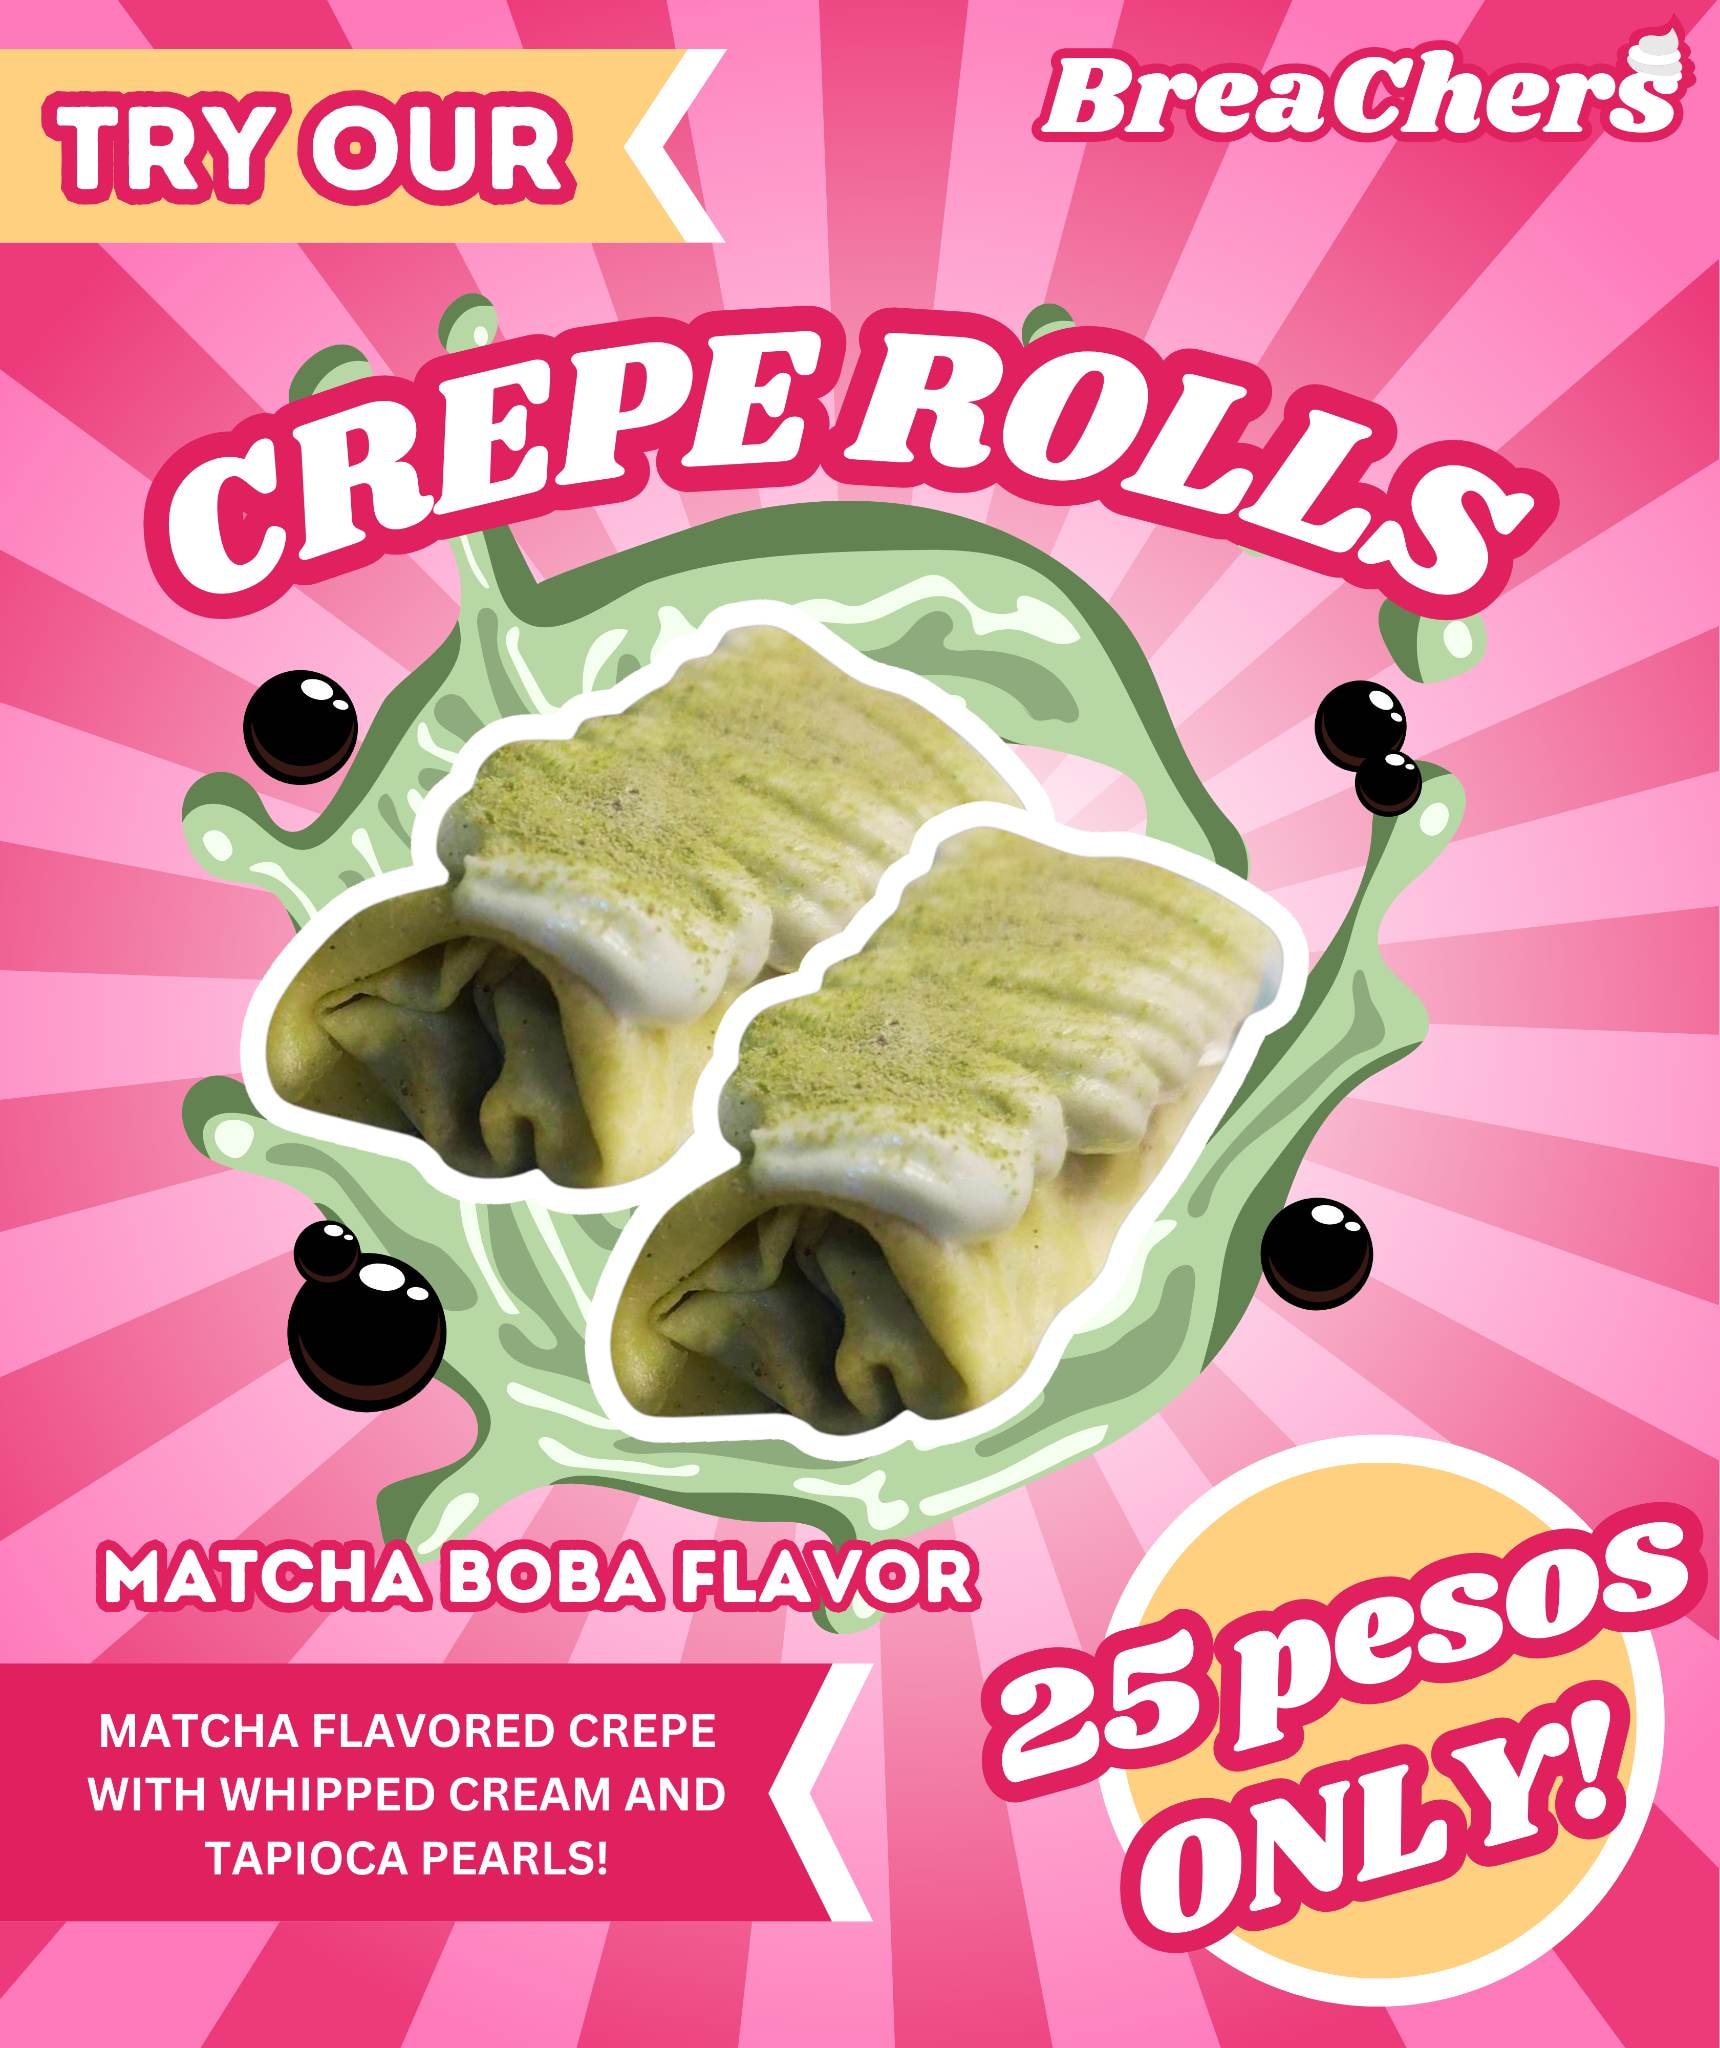 TRY OUR
BreaChers
CREPE ROLLS
MATCHA BOBA FLAVOR
MATCHA FLAVORED CREPE
WITH WHIPPED CREAM AND
TAPIOCA PEARLS!
25 pesos
ONLY!